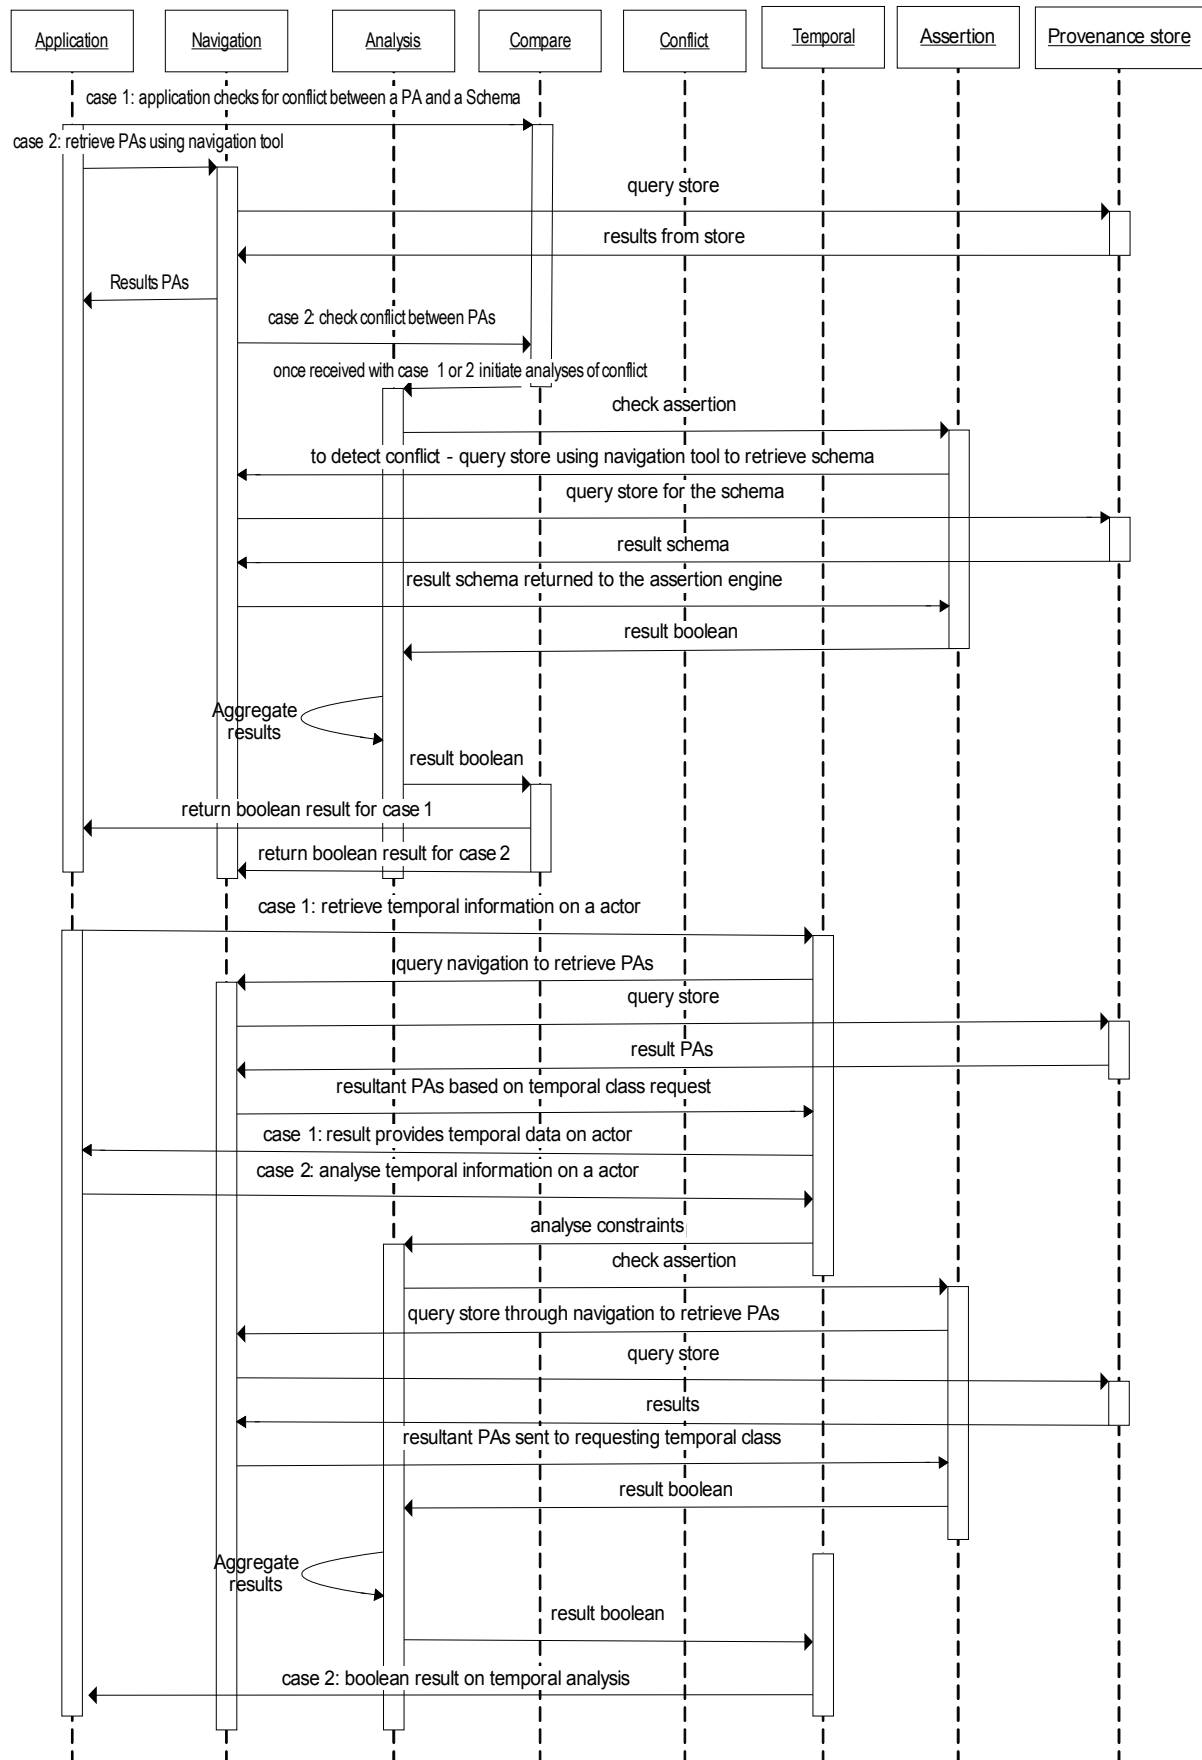 Application
Navigation
Analysis
Compare
Conflict
Temporal
Assertion
Provenance store
case 1: application checks for conflict between a PA and a Schema
case 2: retrieve PAs using navigation tool
query store
results from store
Results PAs
case 2: check conflict between PAs
once received with case 1 or 2 initiate analyses of conflict
check assertion
to detect conflict - query store using navigation tool to retrieve schema
query store for the schema
result schema
result schema returned to the assertion engine
result boolean
Aggregate
results
result boolean
return boolean result for case 1
return boolean result for case 2
case 1: retrieve temporal information on a actor
query navigation to retrieve PAs
query store
result PAs
resultant PAs based on temporal class request
case 1: result provides temporal data on actor
case 2: analyse temporal information on a actor
analyse constraints
check assertion
query store through navigation to retrieve PAs
query store
results
resultant PAs sent to requesting temporal class
result boolean
Aggregate
results
result boolean
case 2: boolean result on temporal analysis